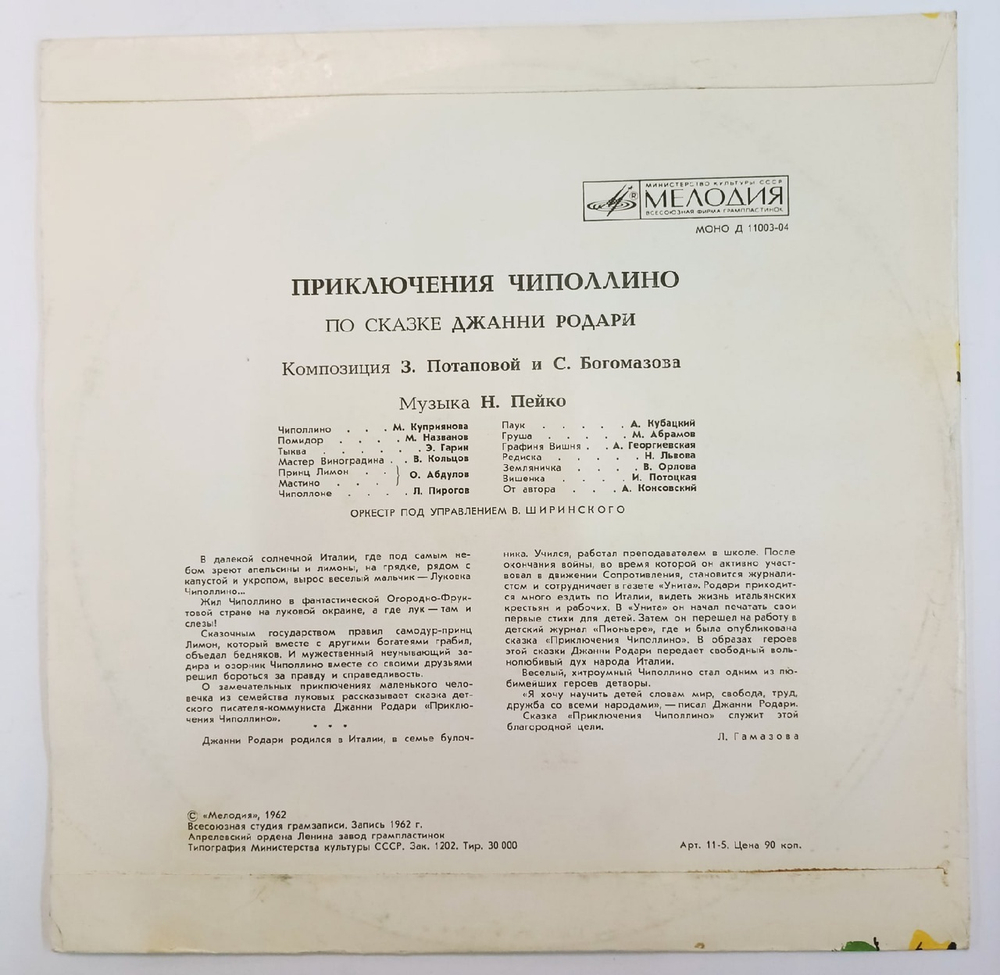 МИНИСТЕРСТВО КУЛЬТУРЫ СССР
МЕЛОДИЯ
ВСЕСОЮЗНАЯ ФИРМА ГРАМПЛАСТИНОК
МОНО Д 11003-04
ПРИКЛЮЧЕНИЯ ЧИПОЛЛИНО
ПО СКАЗКЕ ДЖАННИ РОДАРИ
Композиция З. Потаповой и С. Богомазова
Музыка Н. Пейко
Чиполлино . . . М. Куприянова
Помидор . . . . М. Названов
Тыква . . . . . . Э. Гарин
Мастер Виноградина . В. Кольцов
Принц Лимон . . }
Мастино . . . } О. Абдулов
Чиполлоне . . . . Л. Пирогов
Паук . . . . . А. Кубацкий
Груша . . . . . М. Абрамов
Графиня Вишня . . А. Георгиевская
Редиска . . . . . Н. Львова
Земляничка . . . В. Орлова
Вишенка . . . . И. Потоцкая
От автора . . . А. Консовский
ОРКЕСТР ПОД УПРАВЛЕНИЕМ В. ШИРИНСКОГО
В далекой солнечной Италии, где под самым не-
бом зреют апельсины и лимоны, на грядке, рядом с
капустой и укропом, вырос веселый мальчик — Луковка
Чиполлино...
Жил Чиполлино в фантастической Огородно-Фрук-
товой стране на луковой окраине, а где лук — там и
слезы!
Сказочным государством правил самодур-принц
Лимон, который вместе с другими богатеями грабил,
объедал бедняков. И мужественный неунывающий за-
дира и озорник Чиполлино вместе со своими друзьями
решил бороться за правду и справедливость.
О замечательных приключениях маленького чело-
вечка из семейства луковых рассказывает сказка дет-
ского писателя-коммуниста Джанни Родари «Приклю-
чения Чиполлино».
* * *
Джанни Родари родился в Италии, в семье булоч-
ника. Учился, работал преподавателем в школе. После
окончания войны, во время которой он активно участ-
вовал в движении Сопротивления, становится журнали-
стом и сотрудничает в газете «Унита». Родари приходит-
ся много ездить по Италии, видеть жизнь итальянских
крестьян и рабочих. В «Унита» он начал печатать свои
первые стихи для детей. Затем он перешел на работу в
детский журнал «Пионьере», где и была опубликована
сказка «Приключения Чиполлино». В образах героев
этой сказки Джанни Родари передает свободный воль-
нолюбивый дух народа Италии.
Веселый, хитроумный Чиполлино стал одним из лю-
бимейших героев детворы.
«Я хочу научить детей словам мир, свобода, труд,
дружба со всеми народами», — писал Джанни Родари.
Сказка «Приключения Чиполлино» служит этой
благородной цели.
Л. Гамазова
© «Мелодия», 1962
Всесоюзная студия грамзаписи. Запись 1962 г.
Апрелевский ордена Ленина завод грампластинок
Типография Министерства культуры СССР. Зак. 1202. Тир. 30 000
Арт. 11-5. Цена 90 коп.